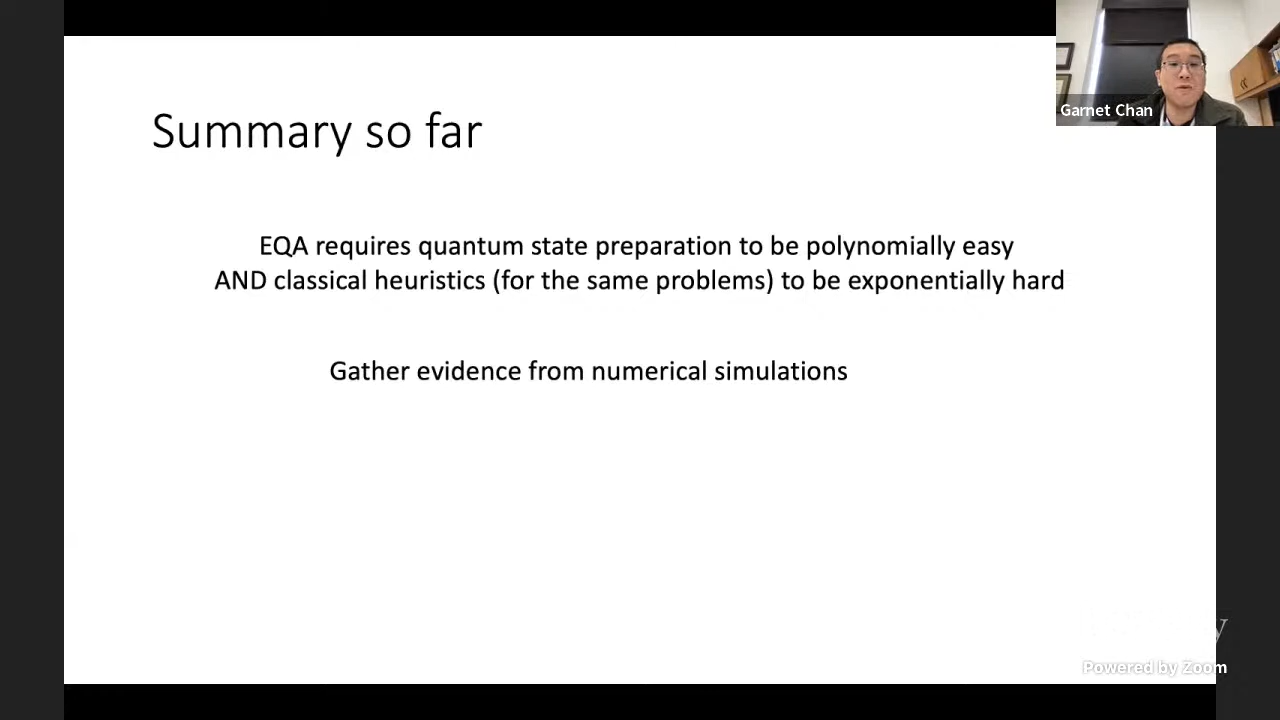 Garnet Chan
Summary so far
EQA requires quantum state preparation to be polynomially easy
AND classical heuristics (for the same problems) to be exponentially hard
Gather evidence from numerical simulations
Powered by Zoom